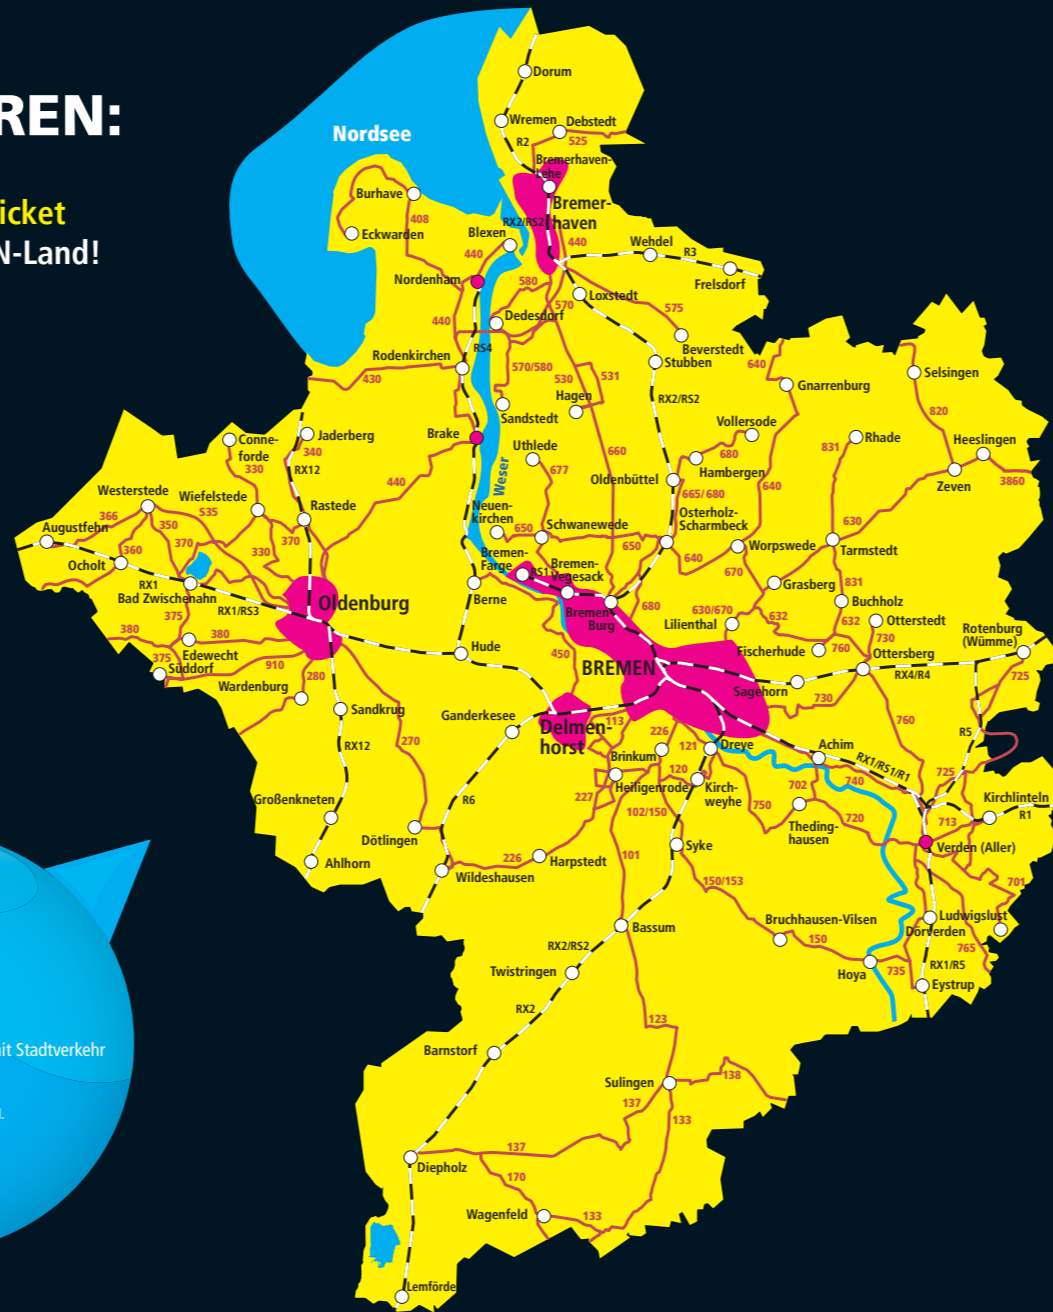 REN:
icket
N-Land!
Nordsee
Dorum
Wremen
Debstedt
R2
525
Bremerhaven-
Lehe
Burhave
408
Eckwarden
Bremer-
haven
RX2/RS2
Blexen
440
440
Wehdel
R3
Frelsdorf
Nordenham
580
Loxstedt
570
575
440
Dedesdorf
RS4
Beverstedt
Stubben
Rodenkirchen
430
570/580
530
531
Hagen
RX2/RS2
640
Gnarrenburg
Selsingen
820
Sandstedt
Brake
Weser
Uthlede
677
660
Vollersode
680
Hambergen
Oldenbüttel
665/680
640
831
Rhade
Heeslingen
Zeven
3860
Conne-
forde
330
Jaderberg
340
RX12
440
Westerstede
Wiefelstede
535
Rastede
366
350
370
370
330
Augustfehn
360
Ocholt
RX1
Bad Zwischenahn
RX1/RS3
375
380
380
Edewecht
375
Süddorf
910
280
Wardenburg
Oldenburg
Neuen-
kirchen
650
Schwanewede
650
Osterholz-
Scharmbeck
640
Worpswede
630
Tarmstedt
670
Grasberg
831
Buchholz
Bremen-
Farge
RS1
Bremen-
Vegesack
Bremen-
Burg
680
630/670
Lilienthal
632
632
Otterstedt
730
Fischerhude
760
Ottersberg
Rotenburg
(Wümme)
RX4/R4
725
Berne
Hude
450
BREMEN
Sagehorn
730
760
R5
Sandkrug
RX12
270
Ganderkesee
Delmen-
horst
113
226
121
Dreye
Brinkum
120
Heiligenrode
Kirch-
weyhe
227
102/150
750
Achim
RX1/RS1/R1
740
702
Theding-
hausen
720
725
713
Kirchlinteln
R1
Verden (Aller)
R6
Großenkneten
Dötlingen
Ahlhorn
226
Harpstedt
Wildeshausen
101
Syke
150/153
Bruchhausen-Vilsen
150
Hoya
735
701
Ludwigslust
Dörverden
765
RX1/R5
Eystrup
Bassum
RX2/RS2
Twistringen
RX2
123
Barnstorf
Sulingen
138
137
133
137
Diepholz
170
Wagenfeld
133
Lemförde
it Stadtverkehr